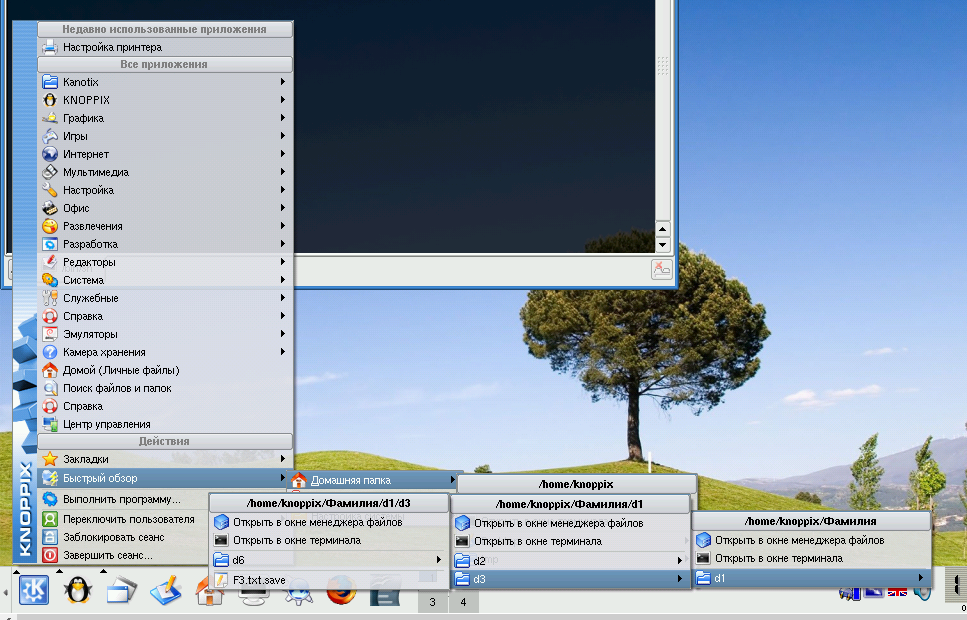 Недавно использованные приложения
Настройка принтера
Все приложения
Kanotix
KNOPPIX
Графика
Игры
Интернет
Мультимедиа
Настройка
Офис
Развлечения
Разработка
Редакторы
Система
Служебные
Справка
Эмуляторы
Камера хранения
Домой (Личные файлы)
Поиск файлов и папок
Справка
Центр управления
Действия
Закладки
Быстрый обзор
Выполнить программу...
Переключить пользователя
Заблокировать сеанс
Завершить сеанс...
KNOPPIX
Домашняя папка
/home/knoppix
/home/knoppix/Фамилия
Открыть в окне менеджера файлов
Открыть в окне терминала
d1
/home/knoppix/Фамилия/d1
Открыть в окне менеджера файлов
Открыть в окне терминала
d2
d3
/home/knoppix/Фамилия/d1/d3
Открыть в окне менеджера файлов
Открыть в окне терминала
d6
F3.txt.save
3 4
0